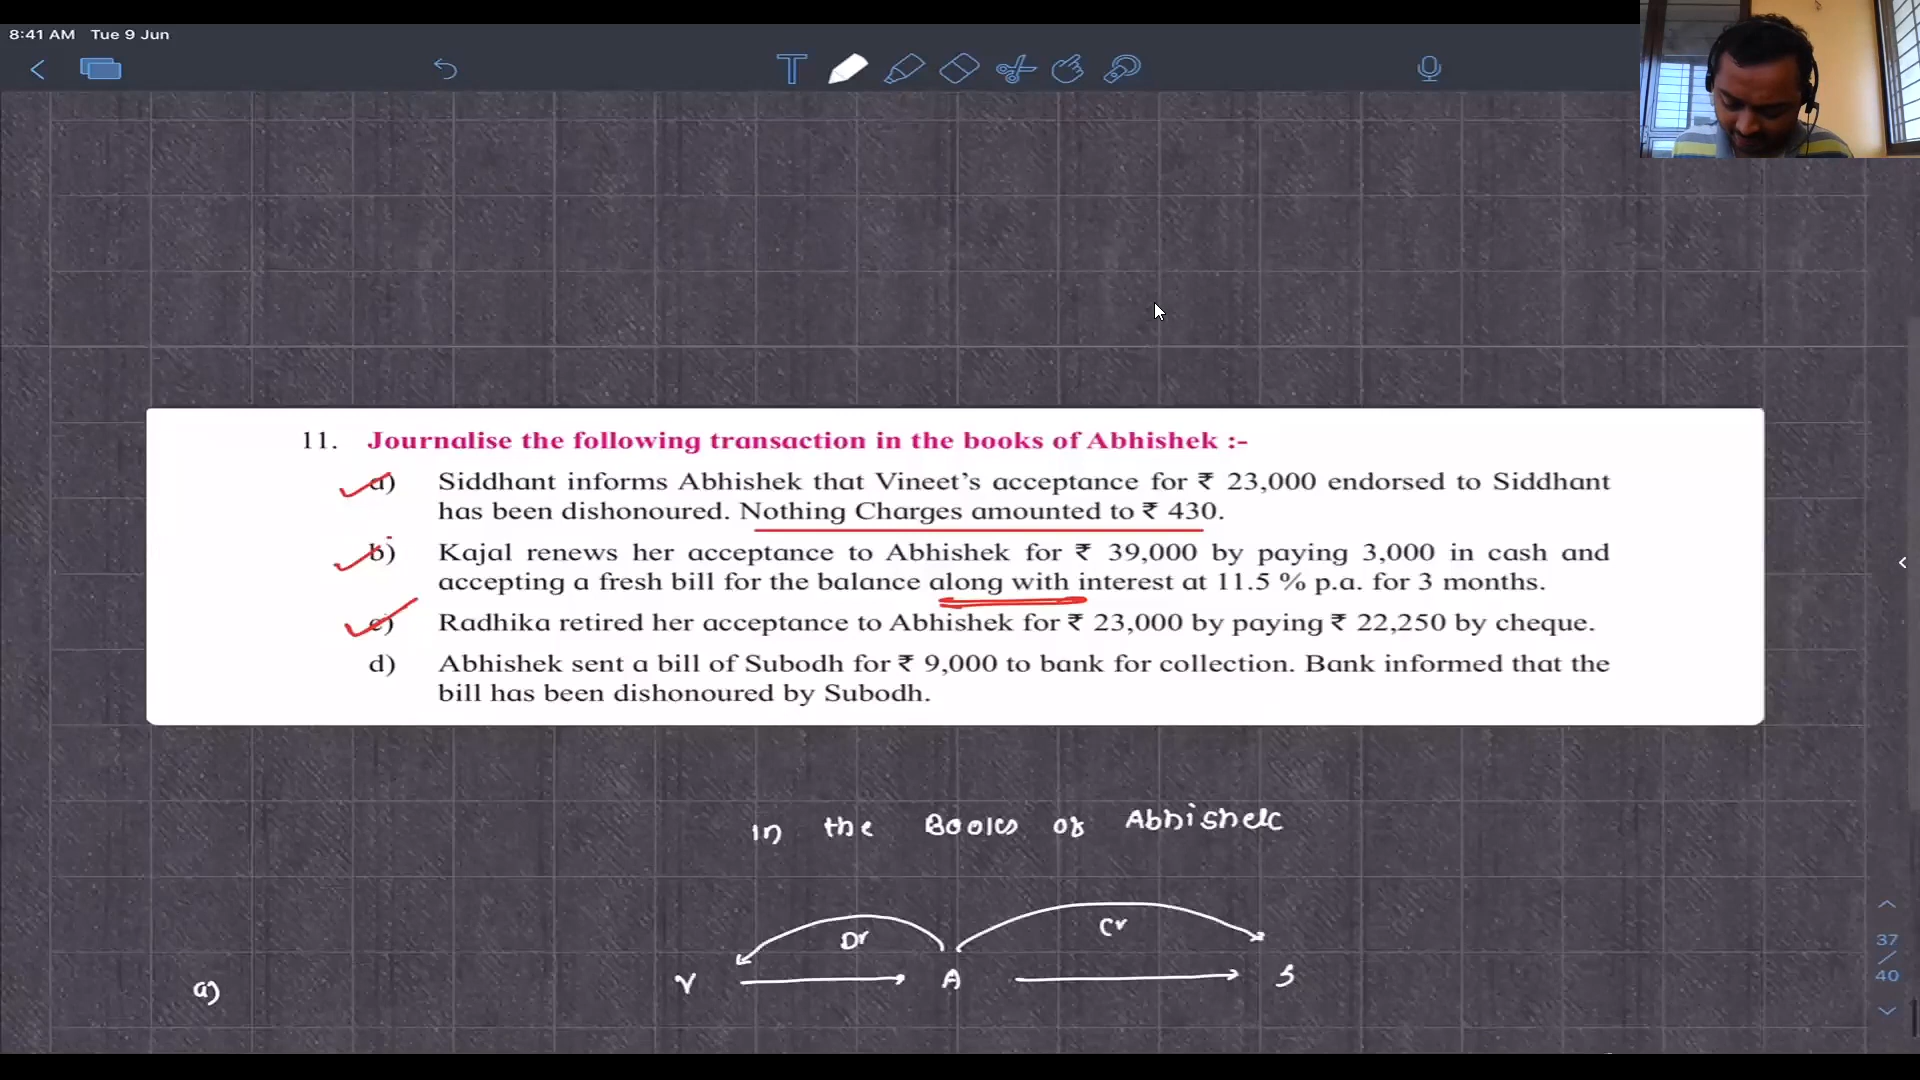 8:41 AM Tue 9 Jun
T
11. Journalise the following transaction in the books of Abhishek :-
a) Siddhant informs Abhishek that Vineet's acceptance for ₹ 23,000 endorsed to Siddhant
has been dishonoured. Nothing Charges amounted to ₹ 430.
b) Kajal renews her acceptance to Abhishek for ₹ 39,000 by paying 3,000 in cash and
accepting a fresh bill for the balance along with interest at 11.5 % p.a. for 3 months.
c) Radhika retired her acceptance to Abhishek for ₹ 23,000 by paying ₹ 22,250 by cheque.
d) Abhishek sent a bill of Subodh for ₹ 9,000 to bank for collection. Bank informed that the
bill has been dishonoured by Subodh.
In the Books of Abhishek
Dr Cr
a) V A S
37
/
40